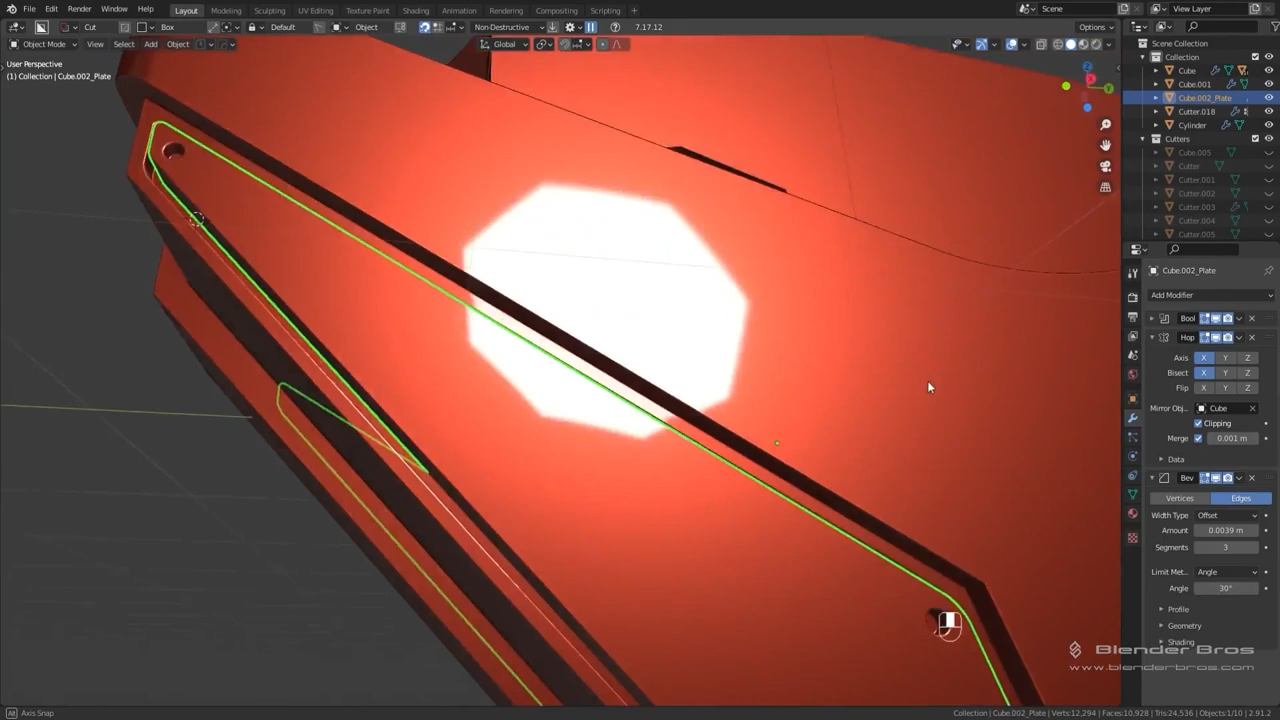 File Edit Render Window Help Layout Modeling Sculpting UV Editing Texture Paint Shading Animation Rendering Compositing Scripting Scene View Layer
Cut Box Default Object Non-Destructive 7.17.12 Options
Object Mode View Select Add Object Global
User Perspective
(1) Collection | Cube.002_Plate
Scene Collection
Collection
Cube
Cube.001
Cube.002_Plate
Cutter.018
Cylinder
Cutters
Cube.005
Cutter
Cutter.001
Cutter.002
Cutter.003
Cutter.004
Cutter.005
Cube.002_Plate
Add Modifier
Bool
Hop
Axis X Y Z
Bisect X Y Z
Flip X Y Z
Mirror Obj.. Cube
Clipping
Merge 0.001 m
Data
Bev
Vertices Edges
Width Type Offset
Amount 0.0039 m
Segments 3
Limit Met.. Angle
Angle 30°
Profile
Geometry
Shading
Blender Bros
www.blenderbros.com
Axis Snap
Collection | Cube.002_Plate | Verts:12,294 | Faces:10,928 | Tris:24,536 | Objects:1/10 | 2.91.2